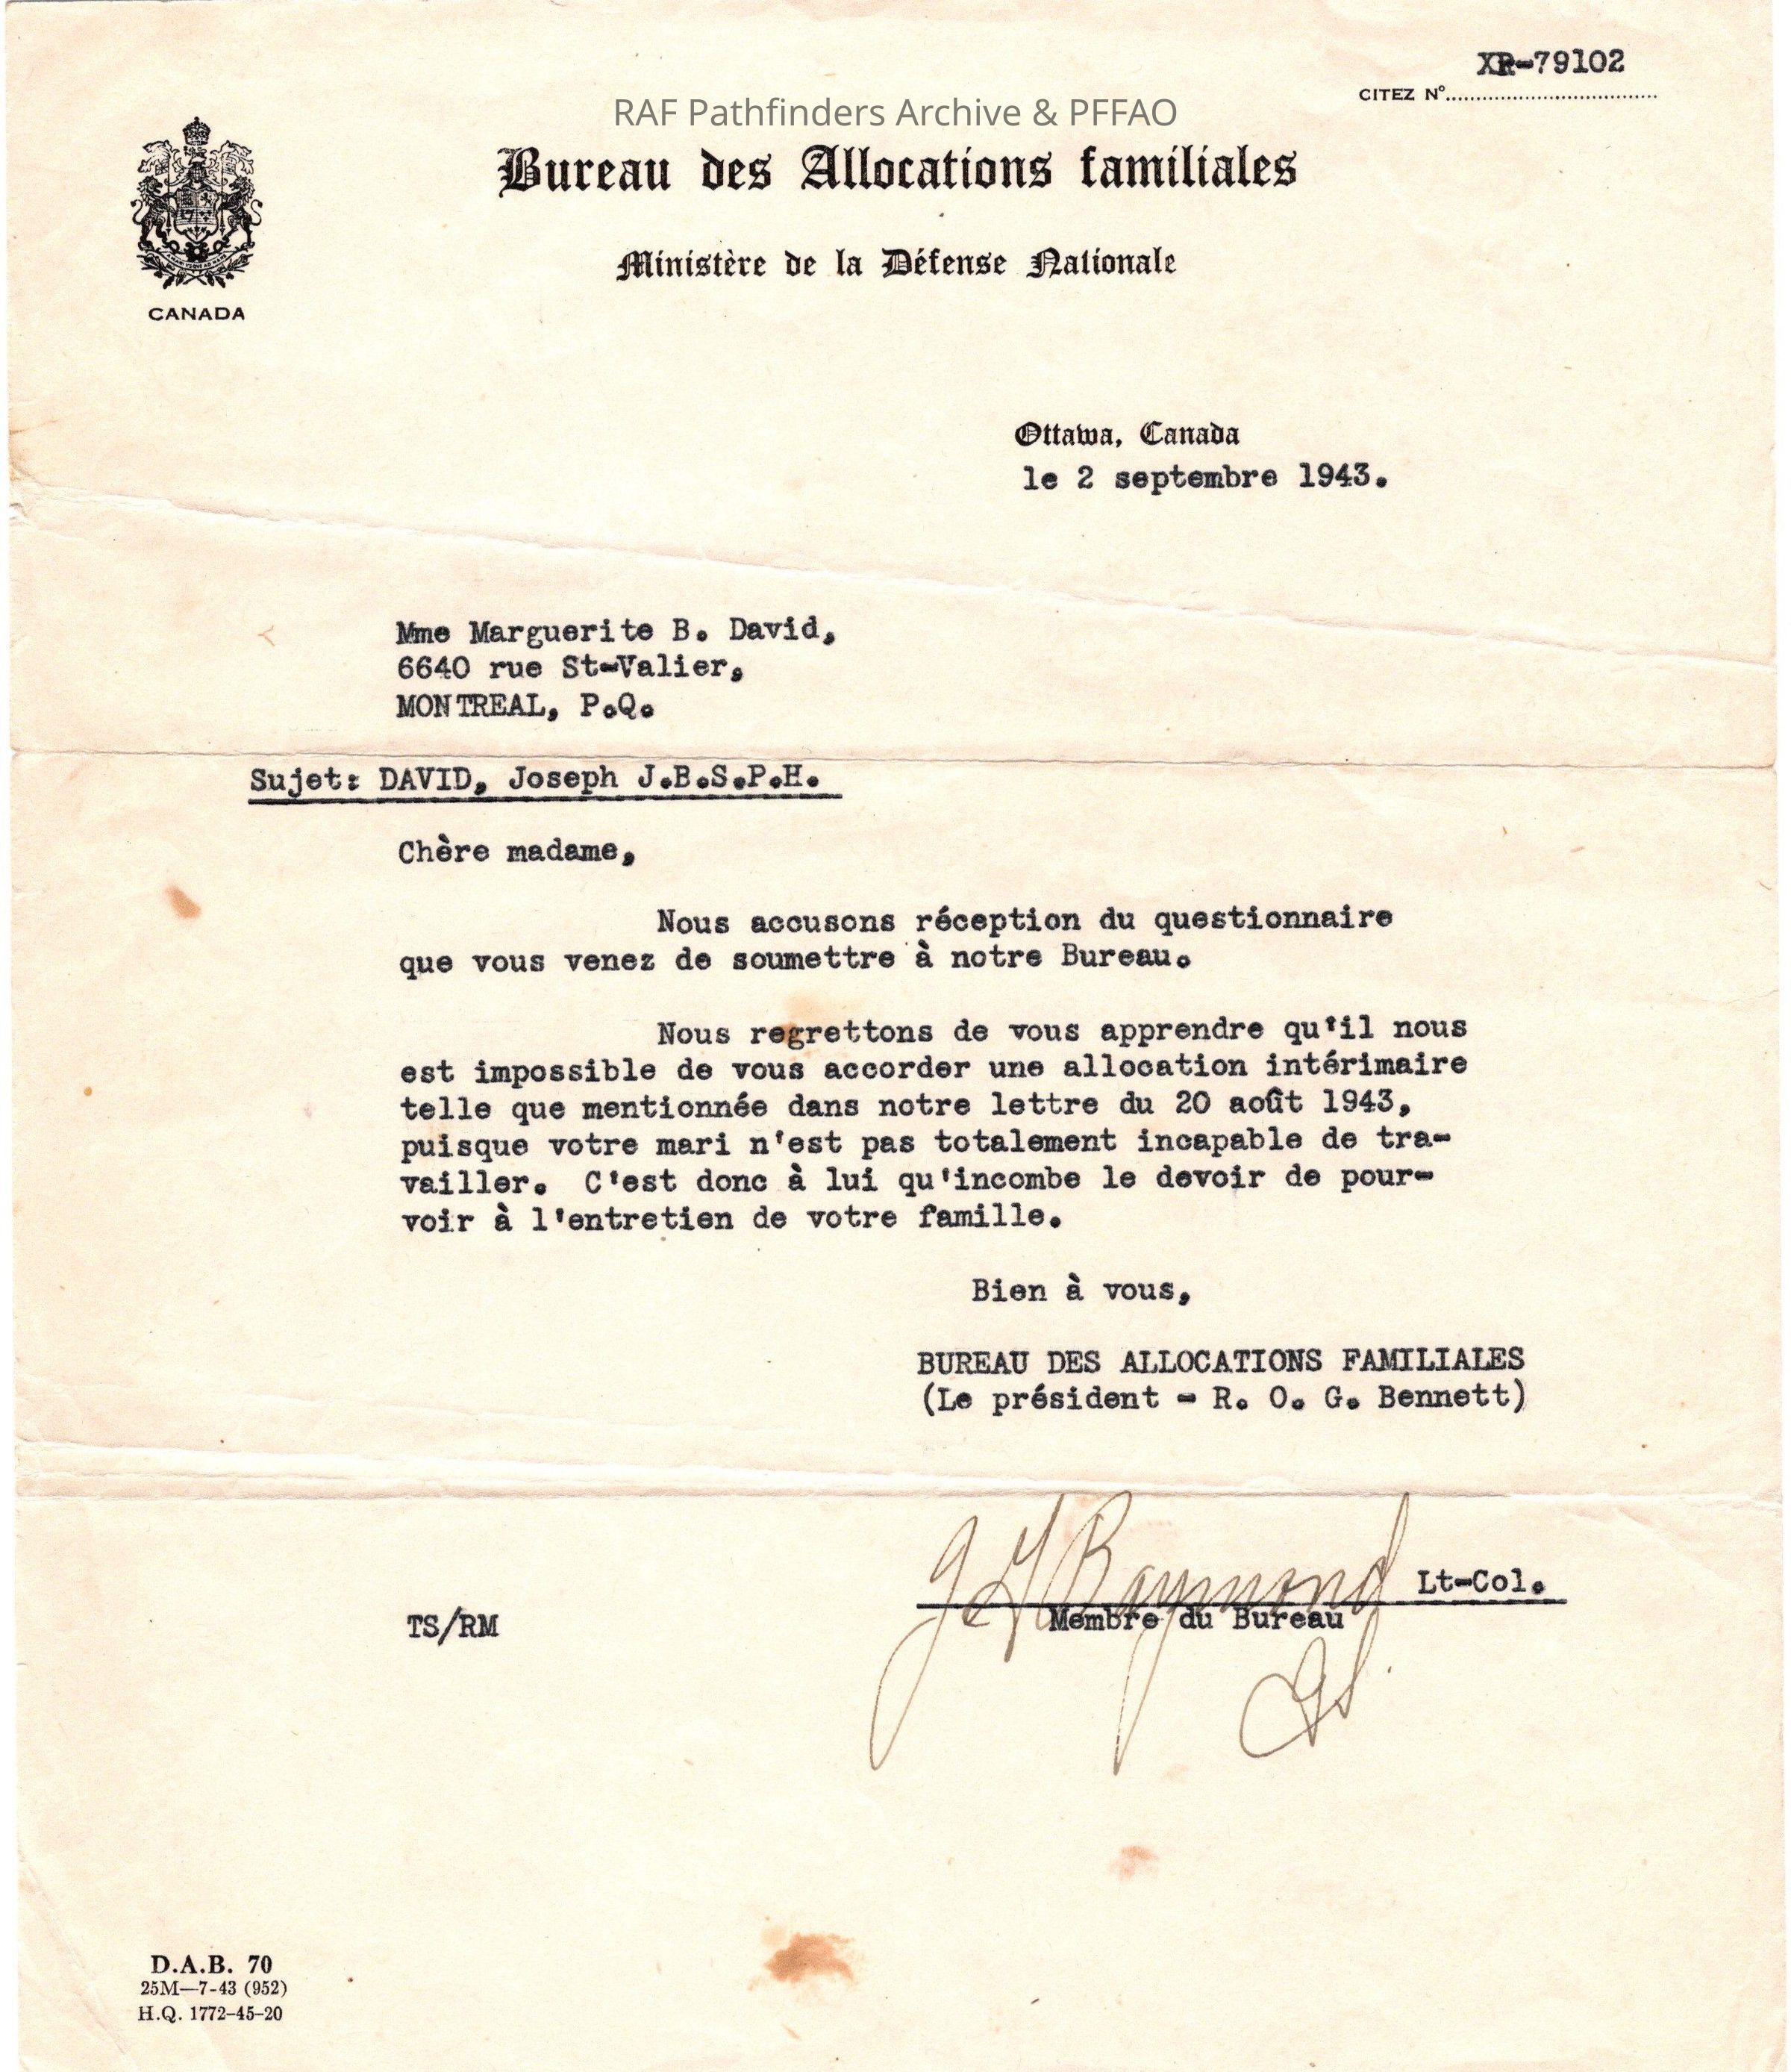 XR-79102
CITEZ N°
RAF Pathfinders Archive & PFFAO
Bureau des Allocations familiales
Ministère de la Défense Nationale
CANADA
Ottawa, Canada
le 2 septembre 1943.
Mme Marguerite B. David,
6640 rue St-Valier,
MONTREAL, P.Q.
Sujet: DAVID, Joseph J.B.S.P.H.
Chère madame,
Nous accusons réception du questionnaire
que vous venez de soumettre à notre Bureau.
Nous regrettons de vous apprendre qu'il nous
est impossible de vous accorder une allocation intérimaire
telle que mentionnée dans notre lettre du 20 août 1943,
puisque votre mari n'est pas totalement incapable de tra-
vailler. C'est donc à lui qu'incombe le devoir de pour-
voir à l'entretien de votre famille.
Bien à vous,
BUREAU DES ALLOCATIONS FAMILIALES
(Le président - R. O. G. Bennett)
Raymond Lt-Col.
Membre du Bureau
TS/RM
D.A.B. 70
25M—7-43 (952)
H.Q. 1772-45-20